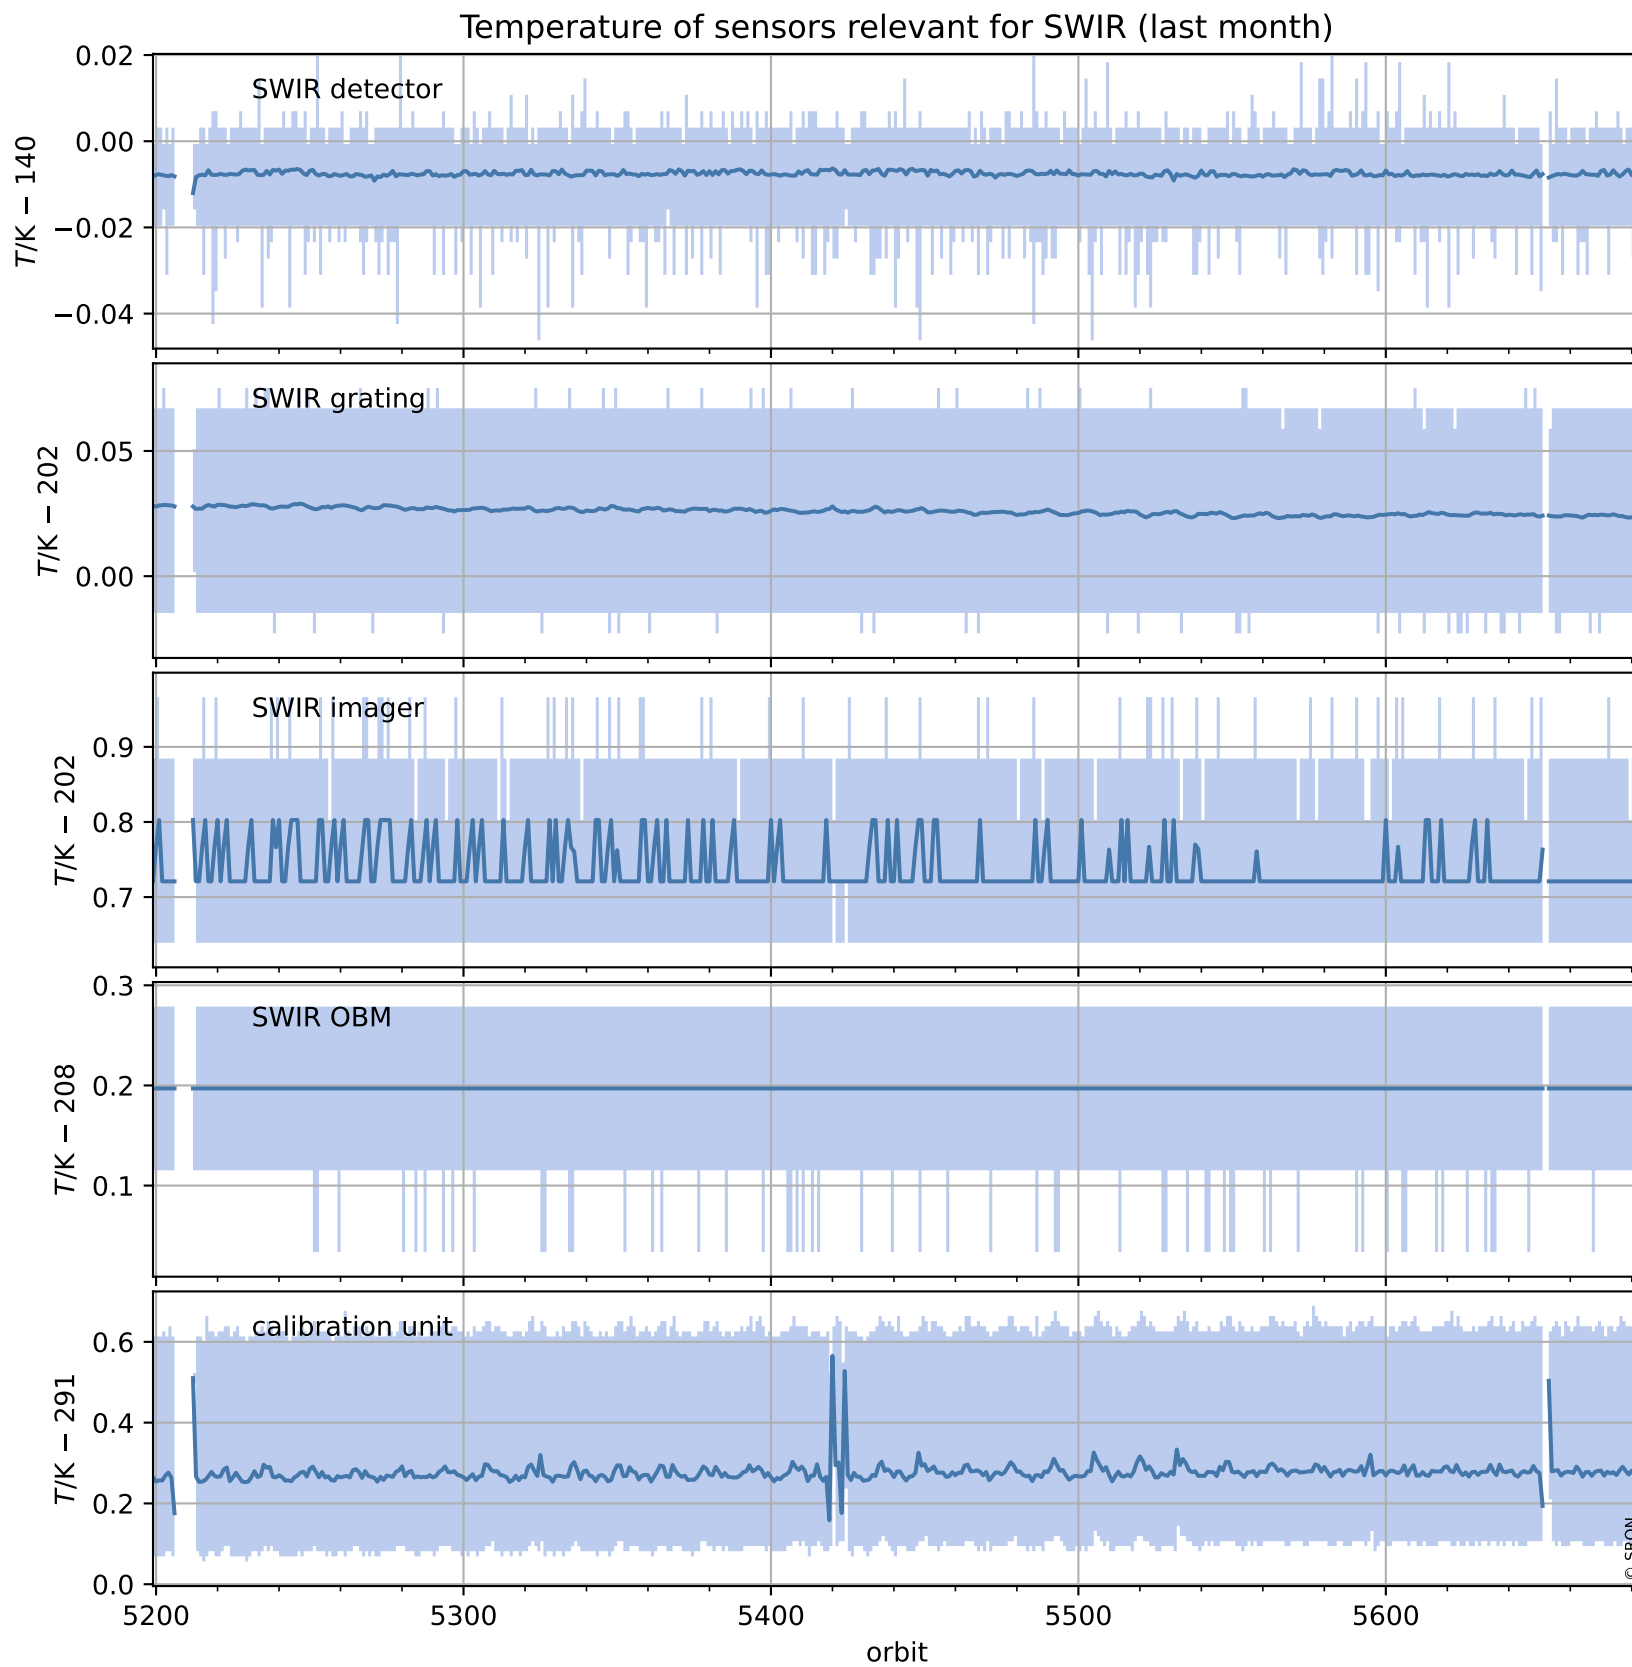 Temperature of sensors relevant for SWIR (last month)
0.02
0.00
−0.02
−0.04
T/K − 140
SWIR detector
0.05
0.00
T/K − 202
SWIR grating
0.9
0.8
0.7
T/K − 202
SWIR imager
0.3
0.2
0.1
T/K − 208
SWIR OBM
0.6
0.4
0.2
0.0
T/K − 291
calibration unit
5200 5300 5400 5500 5600
orbit
© SRON